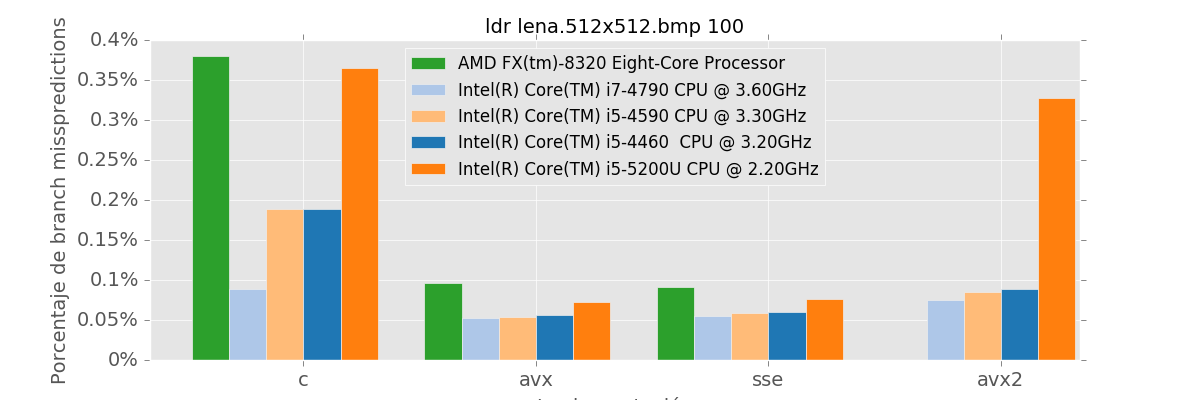 ldr lena.512x512.bmp 100
Porcentaje de branch misspredictions
0.4%
0.35%
0.3%
0.25%
0.2%
0.15%
0.1%
0.05%
0%
AMD FX(tm)-8320 Eight-Core Processor
Intel(R) Core(TM) i7-4790 CPU @ 3.60GHz
Intel(R) Core(TM) i5-4590 CPU @ 3.30GHz
Intel(R) Core(TM) i5-4460  CPU @ 3.20GHz
Intel(R) Core(TM) i5-5200U CPU @ 2.20GHz
c
avx
sse
avx2